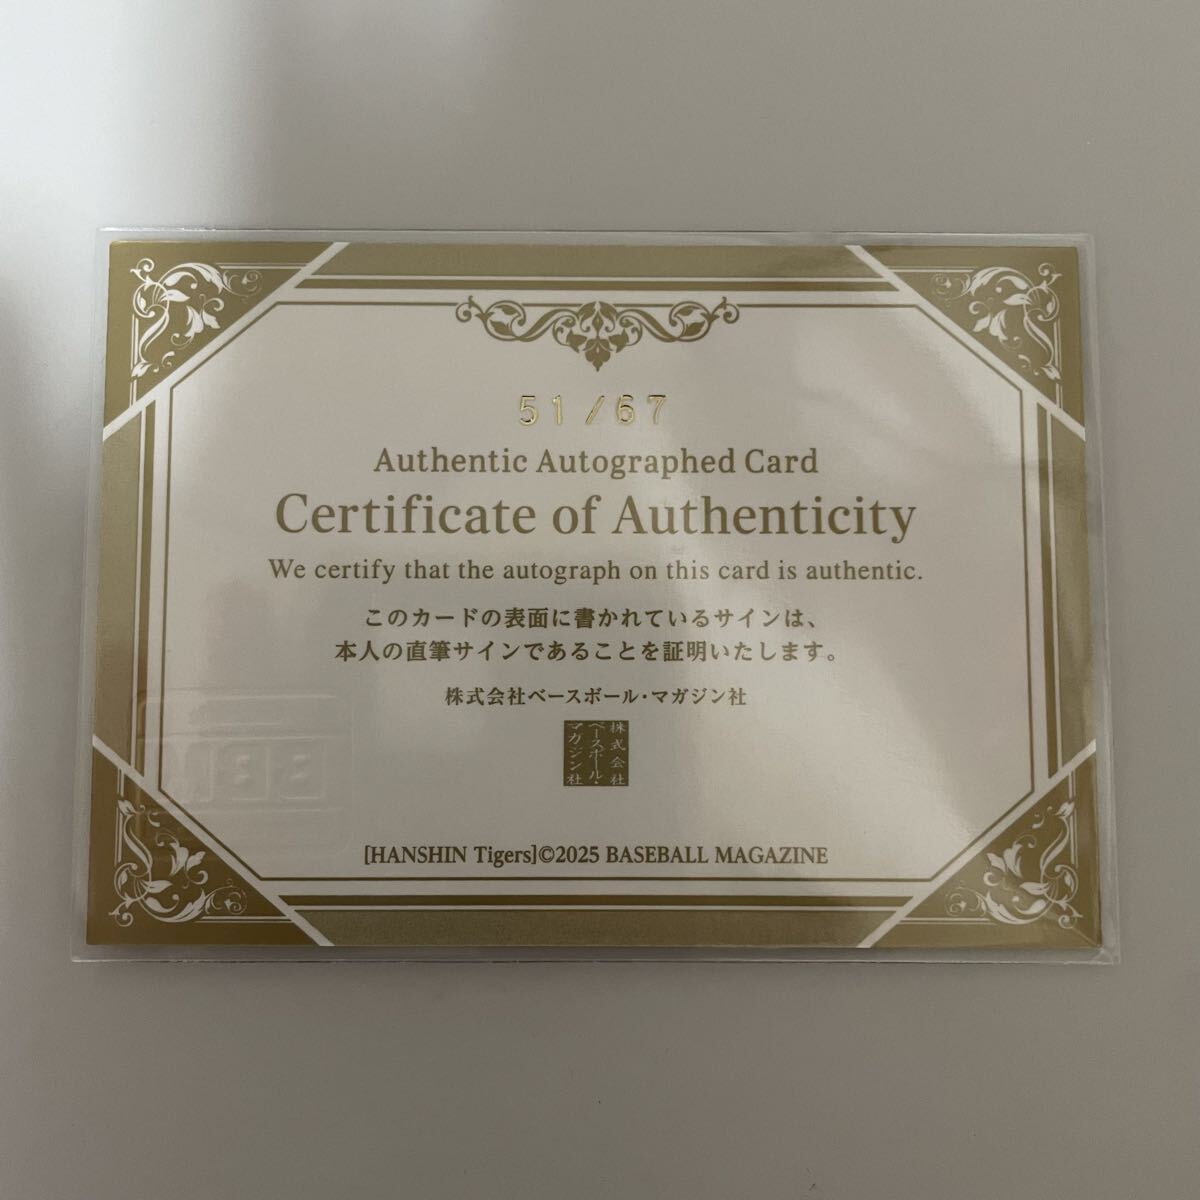 51/67
Authentic Autographed Card
Certificate of Authenticity
We certify that the autograph on this card is authentic.
このカードの表面に書かれているサインは、
本人の直筆サインであることを証明いたします。
株式会社ベースボール・マガジン社
株式会社
ベースボール・
マガジン社
BBM
[HANSHIN Tigers]©2025 BASEBALL MAGAZINE